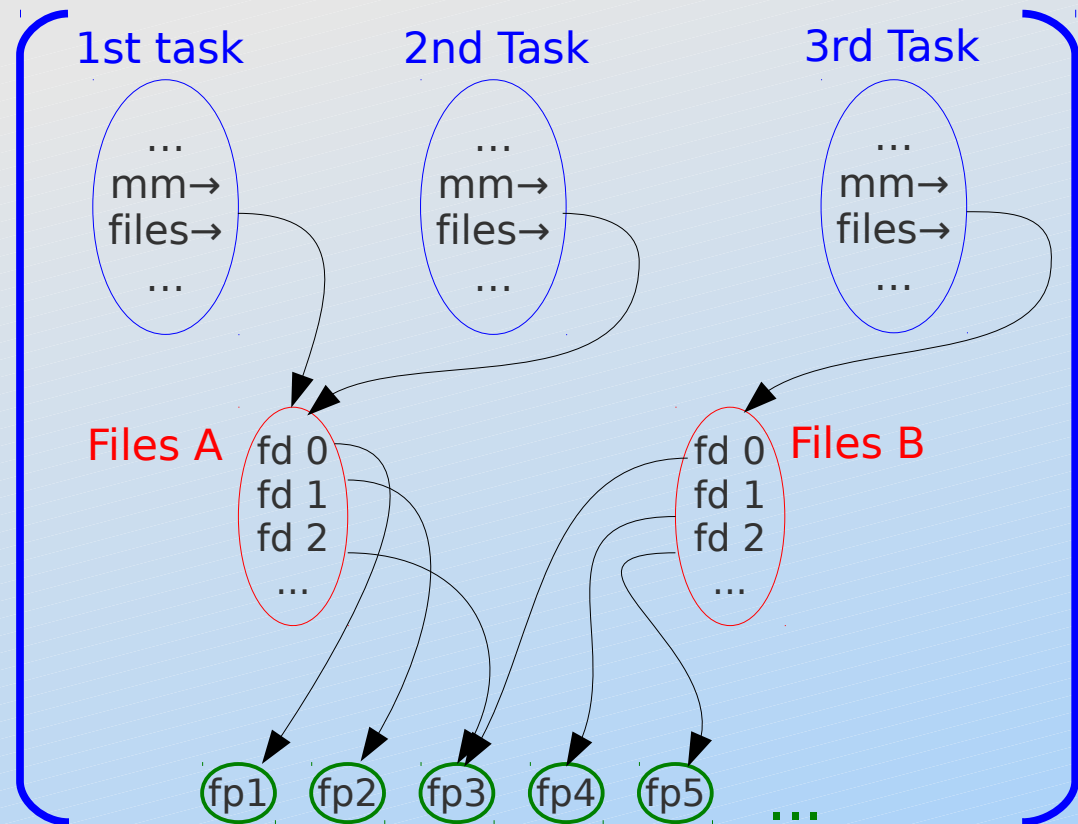 1st task
2nd Task
3rd Task
...
mm→
files→
...
...
mm→
files→
...
...
mm→
files→
...
Files A
fd 0
fd 1
fd 2
...
fd 0
fd 1
fd 2
...
Files B
fp1
fp2
fp3
fp4
fp5
...